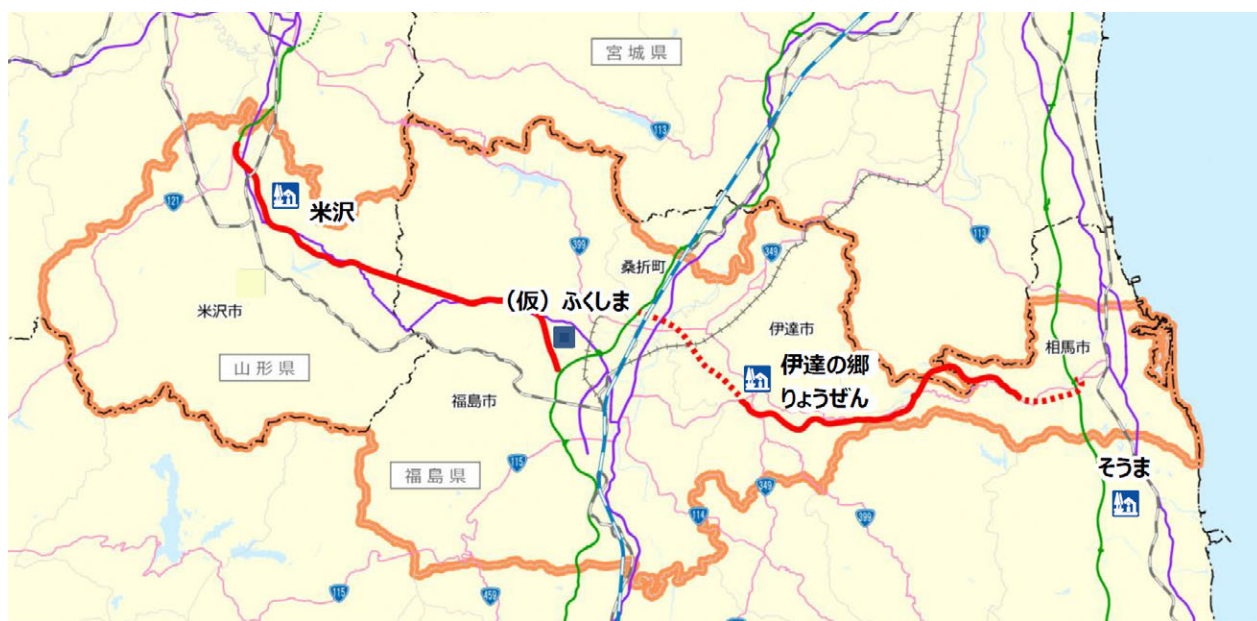 宮城県
113
121
米沢
399
349
113
桑折町
(仮)ふくしま
米沢市
伊達市
相馬市
山形県
伊達の郷
りょうぜん
福島市
福島県
115
そうま
349
114
399
115
459